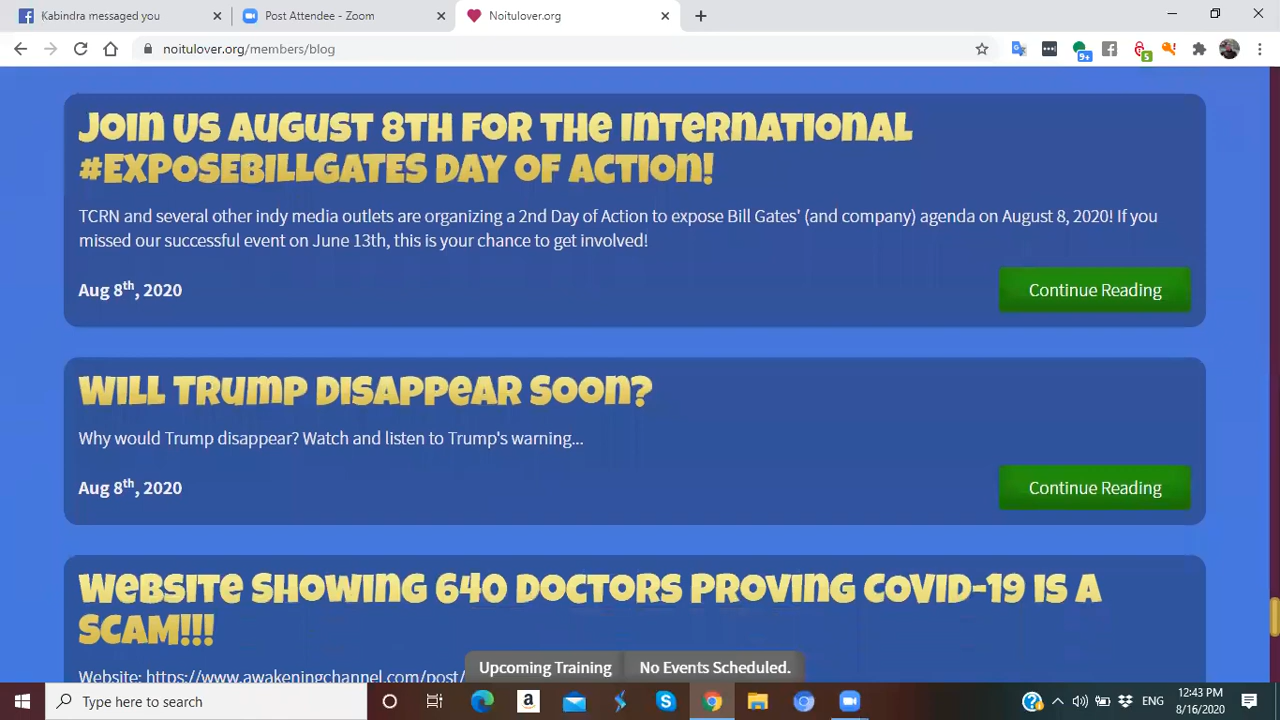 Kabindra messaged you
Post Attendee - Zoom
Noitulover.org
noitulover.org/members/blog
9+
5
Join us August 8th for the International
#ExposeBillGates Day of Action!
TCRN and several other indy media outlets are organizing a 2nd Day of Action to expose Bill Gates' (and company) agenda on August 8, 2020! If you
missed our successful event on June 13th, this is your chance to get involved!
Aug 8th, 2020
Continue Reading
Will Trump Disappear Soon?
Why would Trump disappear? Watch and listen to Trump's warning...
Aug 8th, 2020
Continue Reading
Website Showing 640 Doctors Proving Covid-19 is a
SCAM!!!
Website: https://www.awakeningchannel.com/post/
Upcoming Training
No Events Scheduled.
Type here to search
ENG
12:43 PM
8/16/2020